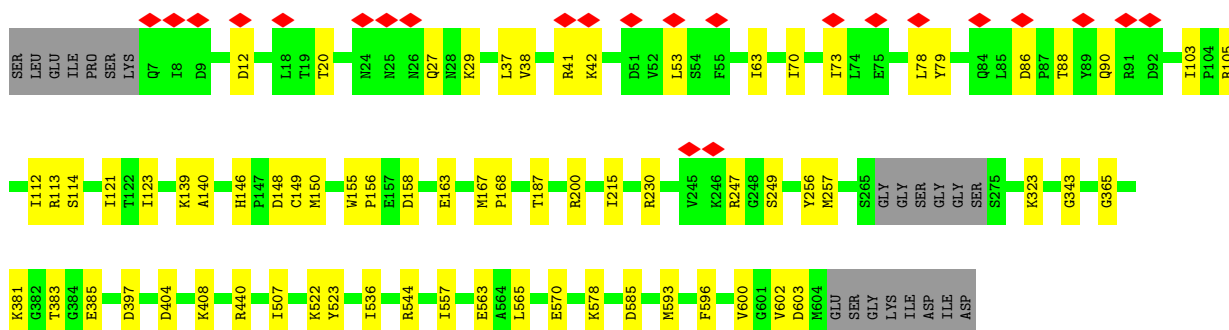 SER LEU GLU ILE PRO SER LYS Q7 I8 D9 D12 L18 T19 T20 N24 N25 N26 Q27 N28 K29 L37 V38 R41 K42 D51 V52 L53 S54 F55 I63 I70 I73 L74 E75 L78 Y79 Q84 L85 D86 P87 T88 Y89 Q90 R91 D92 I103 P104 R105
I112 R113 S114 I121 T122 I123 K139 A140 H146 P147 D148 C149 M150 W155 P156 E157 D158 E163 M167 P168 T187 R200 I215 R230 V245 K246 R247 G248 S249 Y256 M257 S265 GLY GLY SER GLY GLY SER S275 K323 G343 G365
K381 G382 T383 G384 E385 D397 D404 K408 R440 I507 K522 Y523 I536 R544 I557 E563 A564 L565 E570 K578 D585 M593 F596 V600 G601 V602 D603 M604 GLU SER GLY LYS ILE ASP ILE ASP